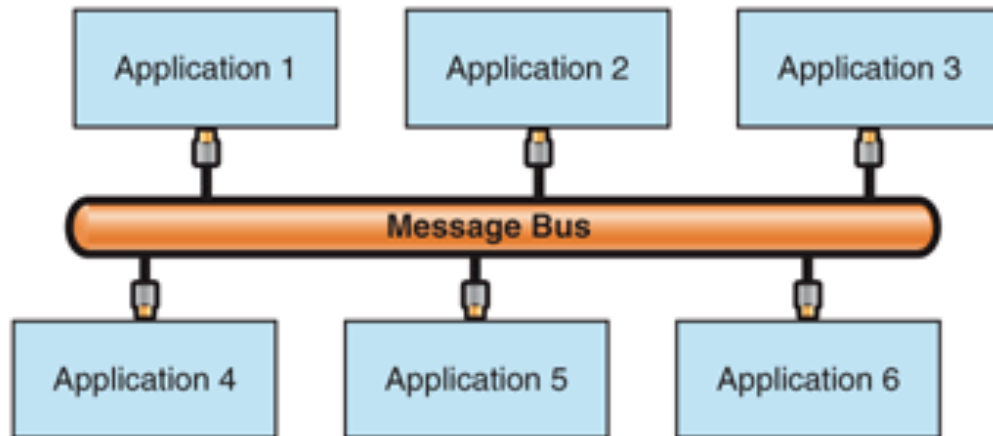 Application 1
Application 2
Application 3
Message Bus
Application 4
Application 5
Application 6